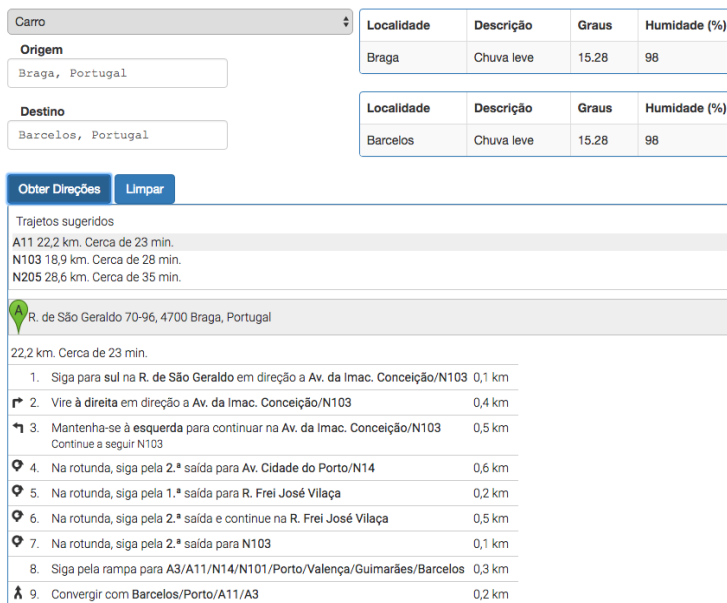 Carro
Origem
Braga, Portugal
Destino
Barcelos, Portugal
Localidade Descrição Graus Humidade (%)
Braga Chuva leve 15.28 98
Localidade Descrição Graus Humidade (%)
Barcelos Chuva leve 15.28 98
Obter Direções Limpar
Trajetos sugeridos
A11 22,2 km. Cerca de 23 min.
N103 18,9 km. Cerca de 28 min.
N205 28,6 km. Cerca de 35 min.
A R. de São Geraldo 70-96, 4700 Braga, Portugal
22,2 km. Cerca de 23 min.
1. Siga para sul na R. de São Geraldo em direção a Av. da Imac. Conceição/N103 0,1 km
2. Vire à direita em direção a Av. da Imac. Conceição/N103 0,4 km
3. Mantenha-se à esquerda para continuar na Av. da Imac. Conceição/N103 0,5 km
Continue a seguir N103
4. Na rotunda, siga pela 2.ª saída para Av. Cidade do Porto/N14 0,6 km
5. Na rotunda, siga pela 1.ª saída para R. Frei José Vilaça 0,2 km
6. Na rotunda, siga pela 2.ª saída e continue na R. Frei José Vilaça 0,5 km
7. Na rotunda, siga pela 2.ª saída para N103 0,1 km
8. Siga pela rampa para A3/A11/N14/N101/Porto/Valença/Guimarães/Barcelos 0,3 km
9. Convergir com Barcelos/Porto/A11/A3 0,2 km